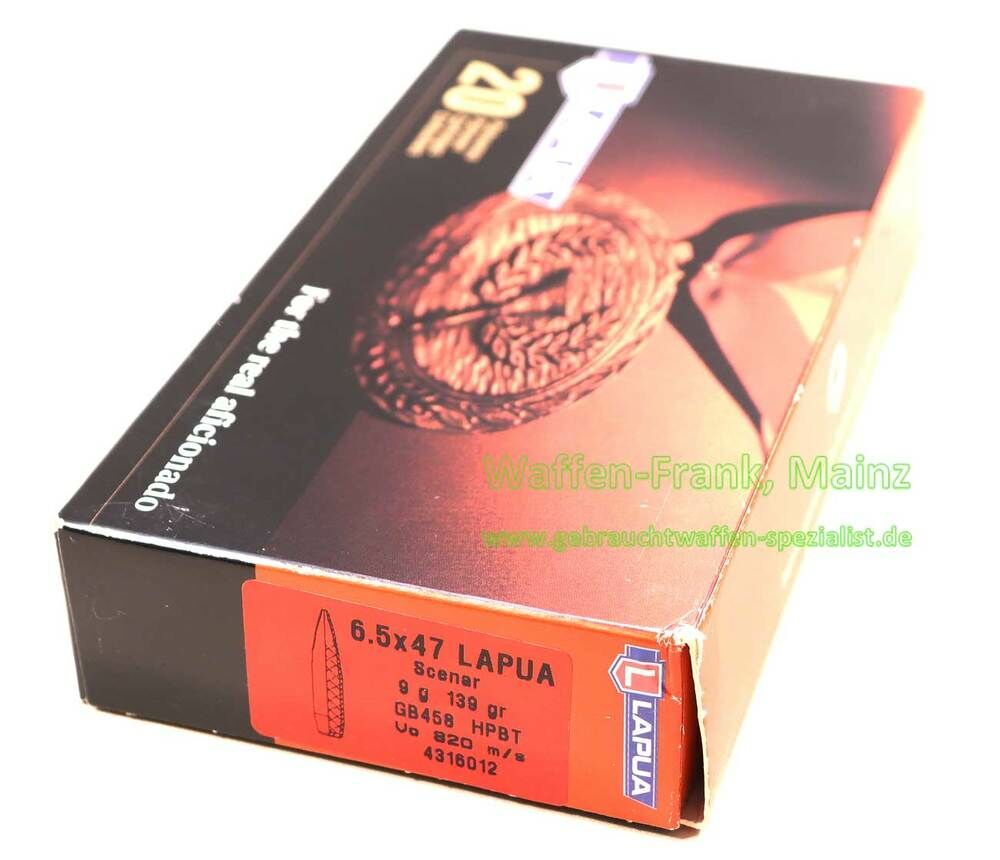 20
LAPUA
For the real aficionado
Waffen-Frank, Mainz
www.gebrauchtwaffen-spezialist.de
6.5x47 LAPUA
Scenar
9 g 139 gr
GB458 HPBT
Vo 820 m/s
4316012
L LAPUA